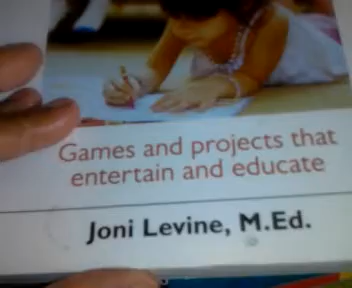 Games and projects that
entertain and educate
Joni Levine, M.Ed.